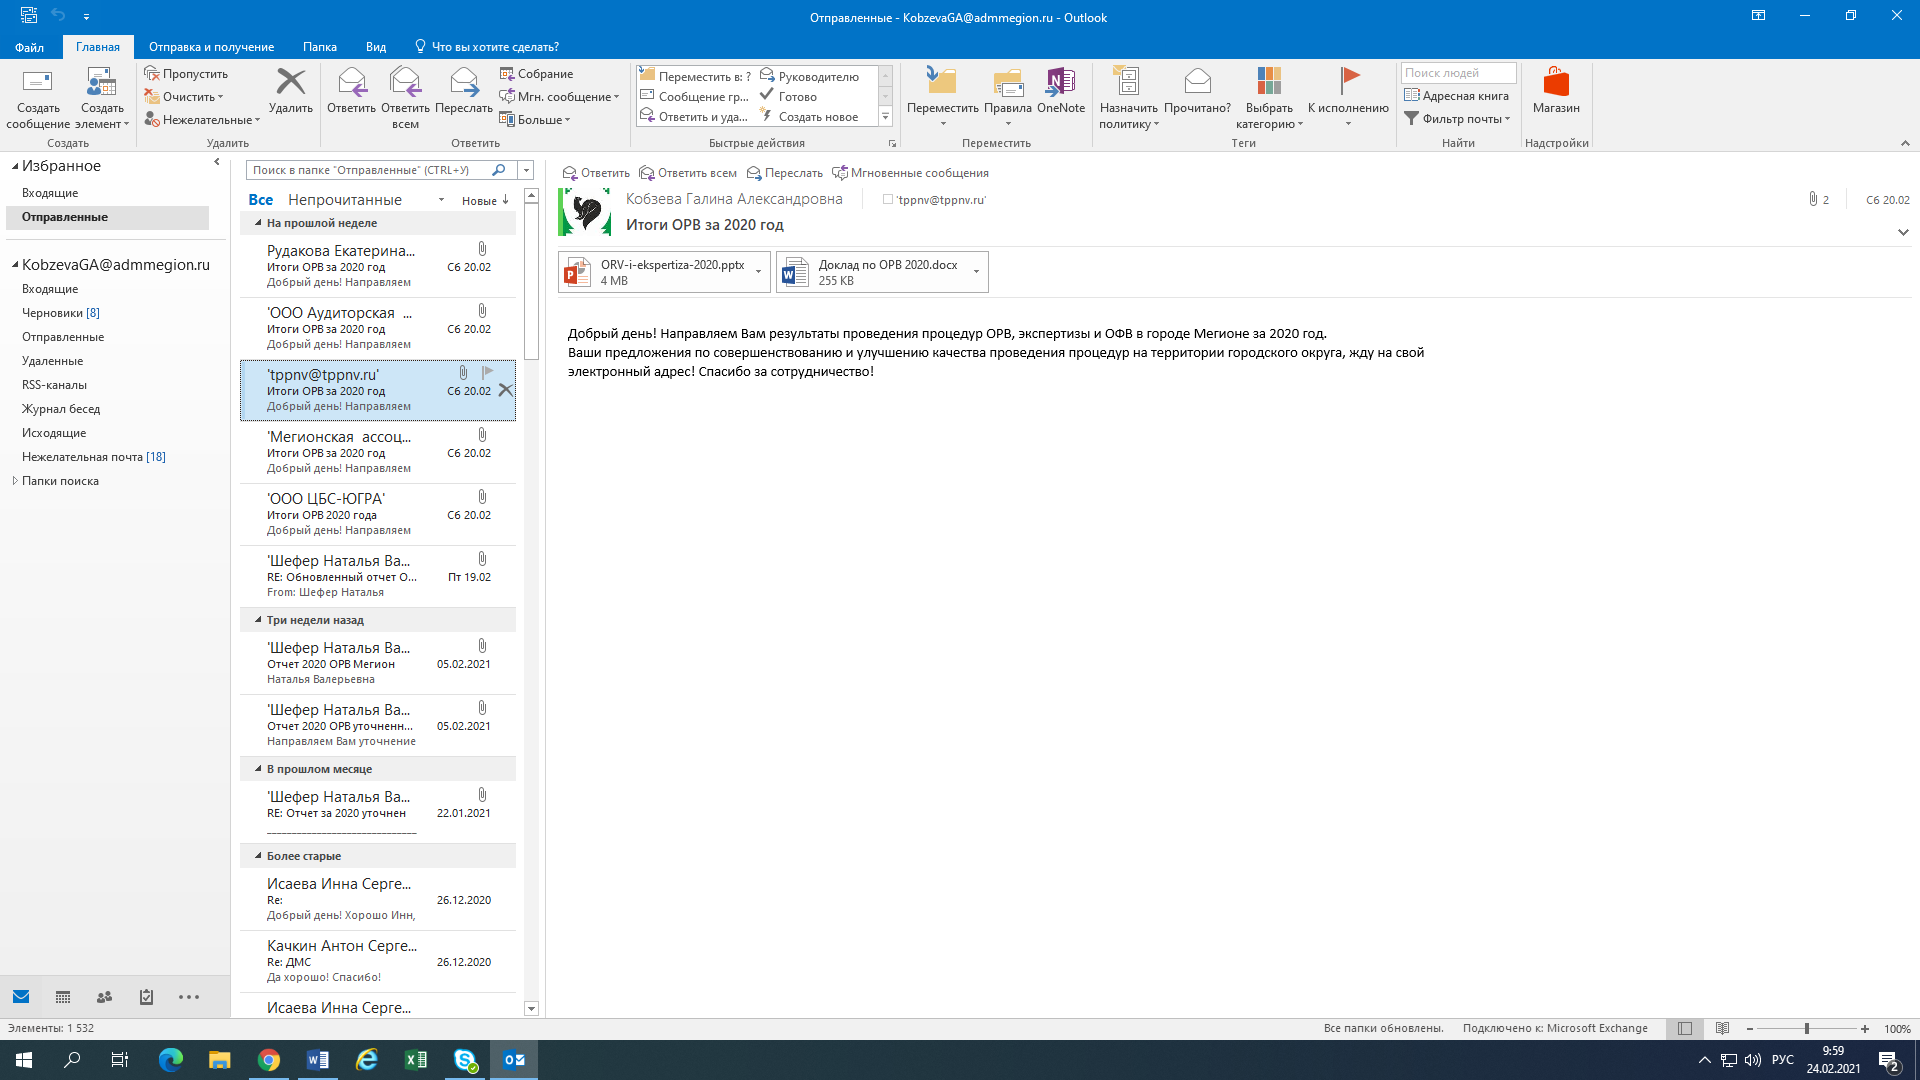 Отправленные - KobzevaGA@admmegion.ru - Outlook
Файл
Главная
Отправка и получение
Папка
Вид
Что вы хотите сделать?
Создать сообщение
Создать элемент
Создать
Пропустить
Очистить
Нежелательные
Удалить
Удалить
Ответить
Ответить всем
Переслать
Собрание
Мгн. сообщение
Больше
Ответить
Переместить в: ?
Сообщение гр...
Ответить и уда...
Руководителю
Готово
Создать новое
Быстрые действия
Переместить
Правила
OneNote
Переместить
Назначить политику
Прочитано?
Выбрать категорию
К исполнению
Теги
Поиск людей
Адресная книга
Фильтр почты
Найти
Магазин
Надстройки
Избранное
Входящие
Отправленные
KobzevaGA@admmegion.ru
Входящие
Черновики [8]
Отправленные
Удаленные
RSS-каналы
Журнал бесед
Исходящие
Нежелательная почта [18]
Папки поиска
Поиск в папке "Отправленные" (CTRL+У)
Все Непрочитанные
Новые
На прошлой неделе
Рудакова Екатерина...
Итоги ОРВ за 2020 год Сб 20.02
Добрый день! Направляем
'ООО Аудиторская ...
Итоги ОРВ за 2020 год Сб 20.02
Добрый день! Направляем
'tppnv@tppnv.ru'
Итоги ОРВ за 2020 год Сб 20.02
Добрый день! Направляем
'Мегионская ассоц...
Итоги ОРВ за 2020 год Сб 20.02
Добрый день! Направляем
'ООО ЦБС-ЮГРА'
Итоги ОРВ 2020 года Сб 20.02
Добрый день! Направляем
'Шефер Наталья Ва...
RE: Обновленный отчет О... Пт 19.02
From: Шефер Наталья
Три недели назад
'Шефер Наталья Ва...
Отчет 2020 ОРВ Мегион 05.02.2021
Наталья Валерьевна
'Шефер Наталья Ва...
Отчет 2020 ОРВ уточненн... 05.02.2021
Направляем Вам уточнение
В прошлом месяце
'Шефер Наталья Ва...
RE: Отчет за 2020 уточнен 22.01.2021
______________________________
Более старые
Исаева Инна Серге...
Re: 26.12.2020
Добрый день! Хорошо Инн,
Качкин Антон Серге...
Re: ДМС 26.12.2020
Да хорошо! Спасибо!
Исаева Инна Серге...
Ответить Ответить всем Переслать Мгновенные сообщения
Кобзева Галина Александровна 'tppnv@tppnv.ru' 2 Сб 20.02
Итоги ОРВ за 2020 год
ORV-i-ekspertiza-2020.pptx
4 MB
Доклад по ОРВ 2020.docx
255 KB
Добрый день! Направляем Вам результаты проведения процедур ОРВ, экспертизы и ОФВ в городе Мегионе за 2020 год.
Ваши предложения по совершенствованию и улучшению качества проведения процедур на территории городского округа, жду на свой
электронный адрес! Спасибо за сотрудничество!
Элементы: 1 532
Все папки обновлены.
Подключено к: Microsoft Exchange
100%
РУС
9:59
24.02.2021
2